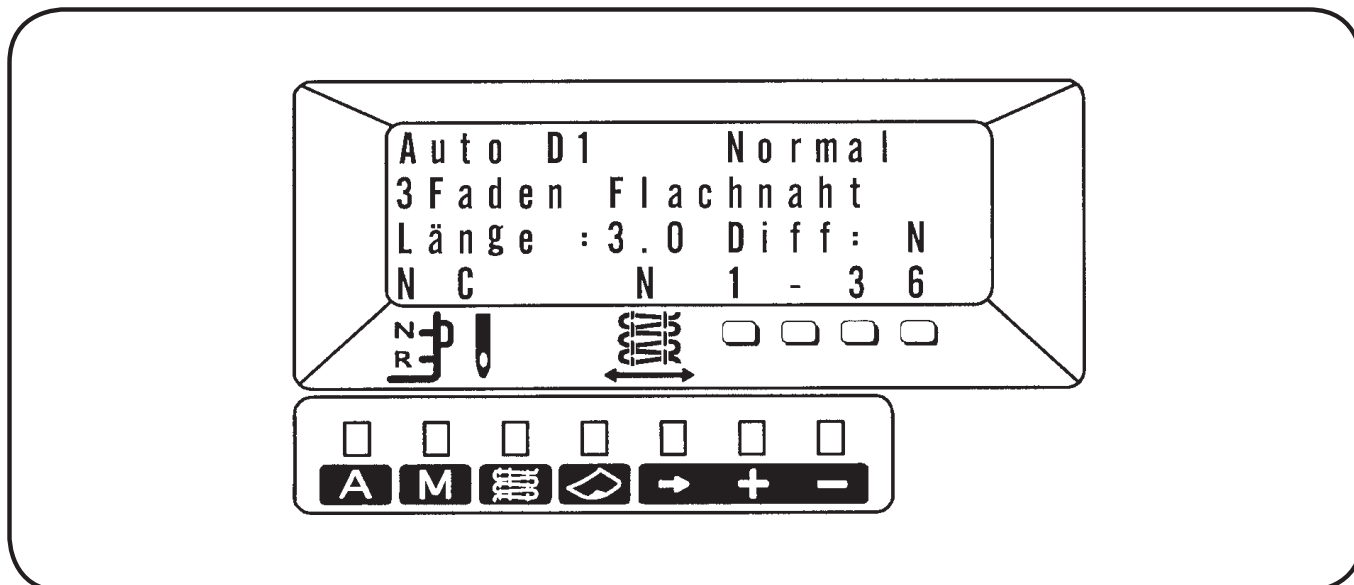 Auto D1 Normal
3Faden Flachnaht
Länge :3.0 Diff: N
N C N 1 - 3 6
N
R
A M + -